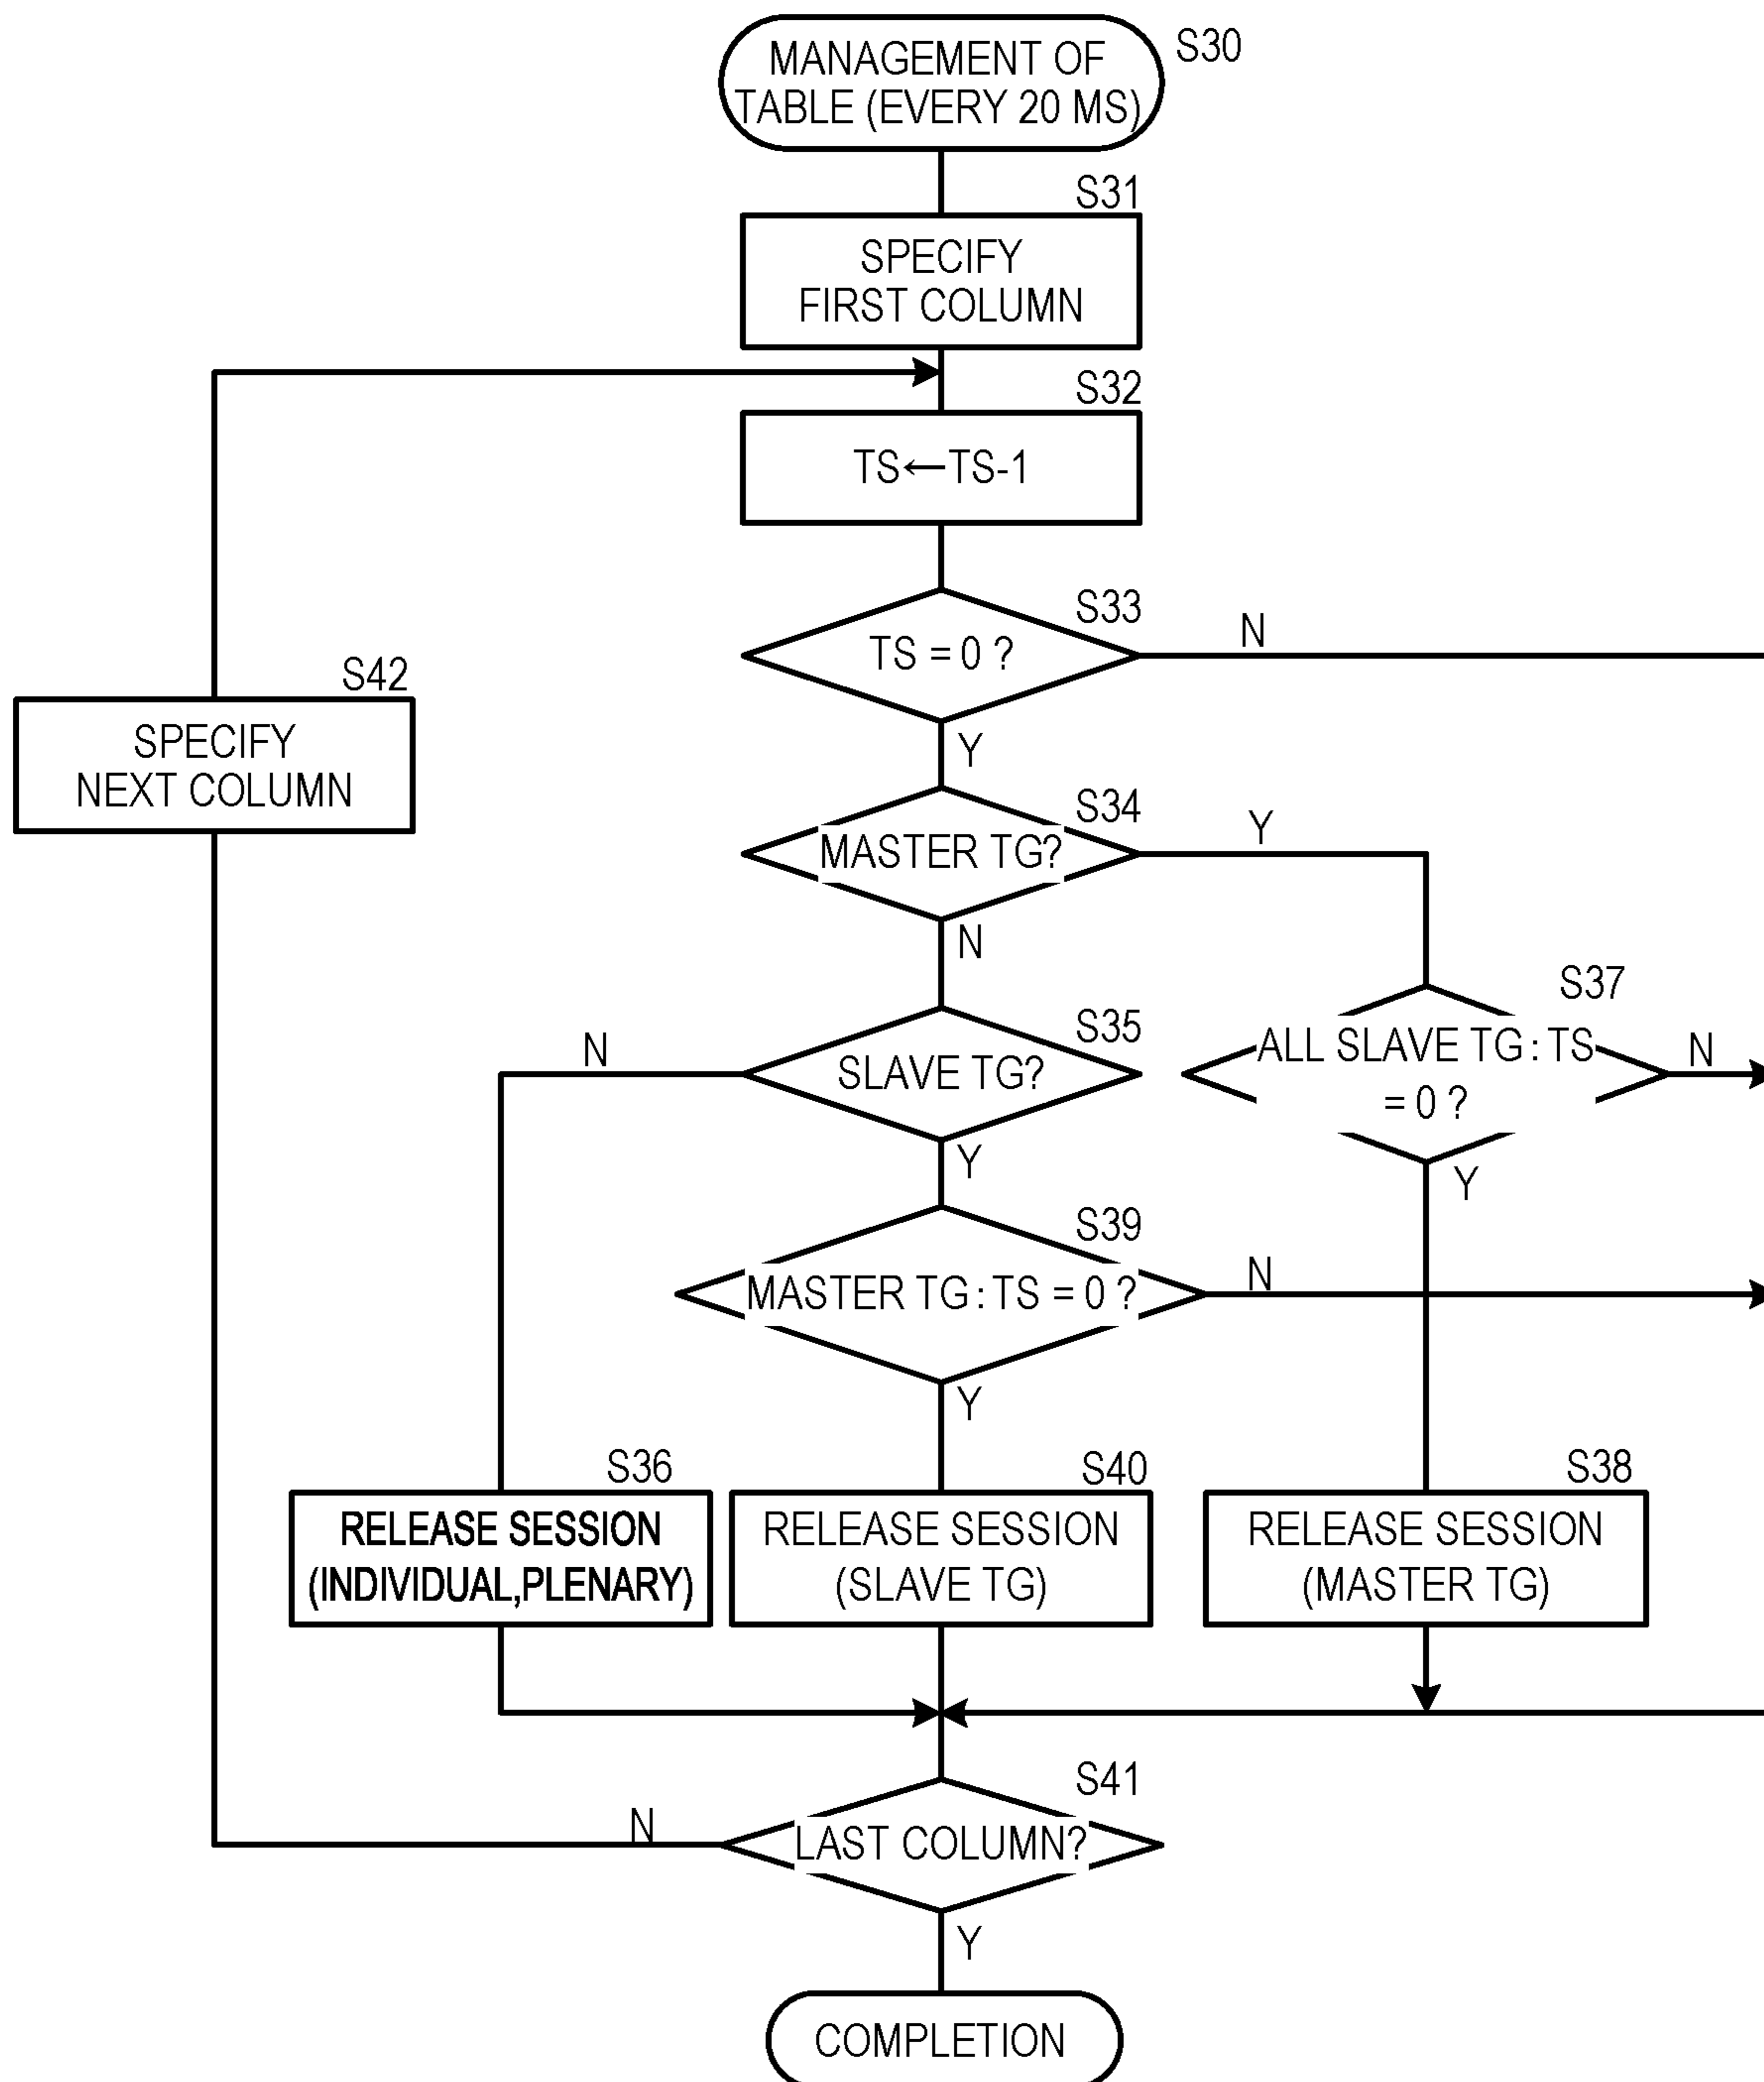 MANAGEMENT OF
TABLE (EVERY 20 MS)
S30
S31
SPECIFY
FIRST COLUMN
S32
TS←TS-1
S33
TS = 0 ?
N
Y
S42
SPECIFY
NEXT COLUMN
S34
MASTER TG?
Y
N
S35
SLAVE TG?
N
Y
S37
ALL SLAVE TG : TS
= 0 ?
N
Y
S39
MASTER TG : TS = 0 ?
N
Y
S36
RELEASE SESSION
(INDIVIDUAL,PLENARY)
S40
RELEASE SESSION
(SLAVE TG)
S38
RELEASE SESSION
(MASTER TG)
S41
LAST COLUMN?
N
Y
COMPLETION